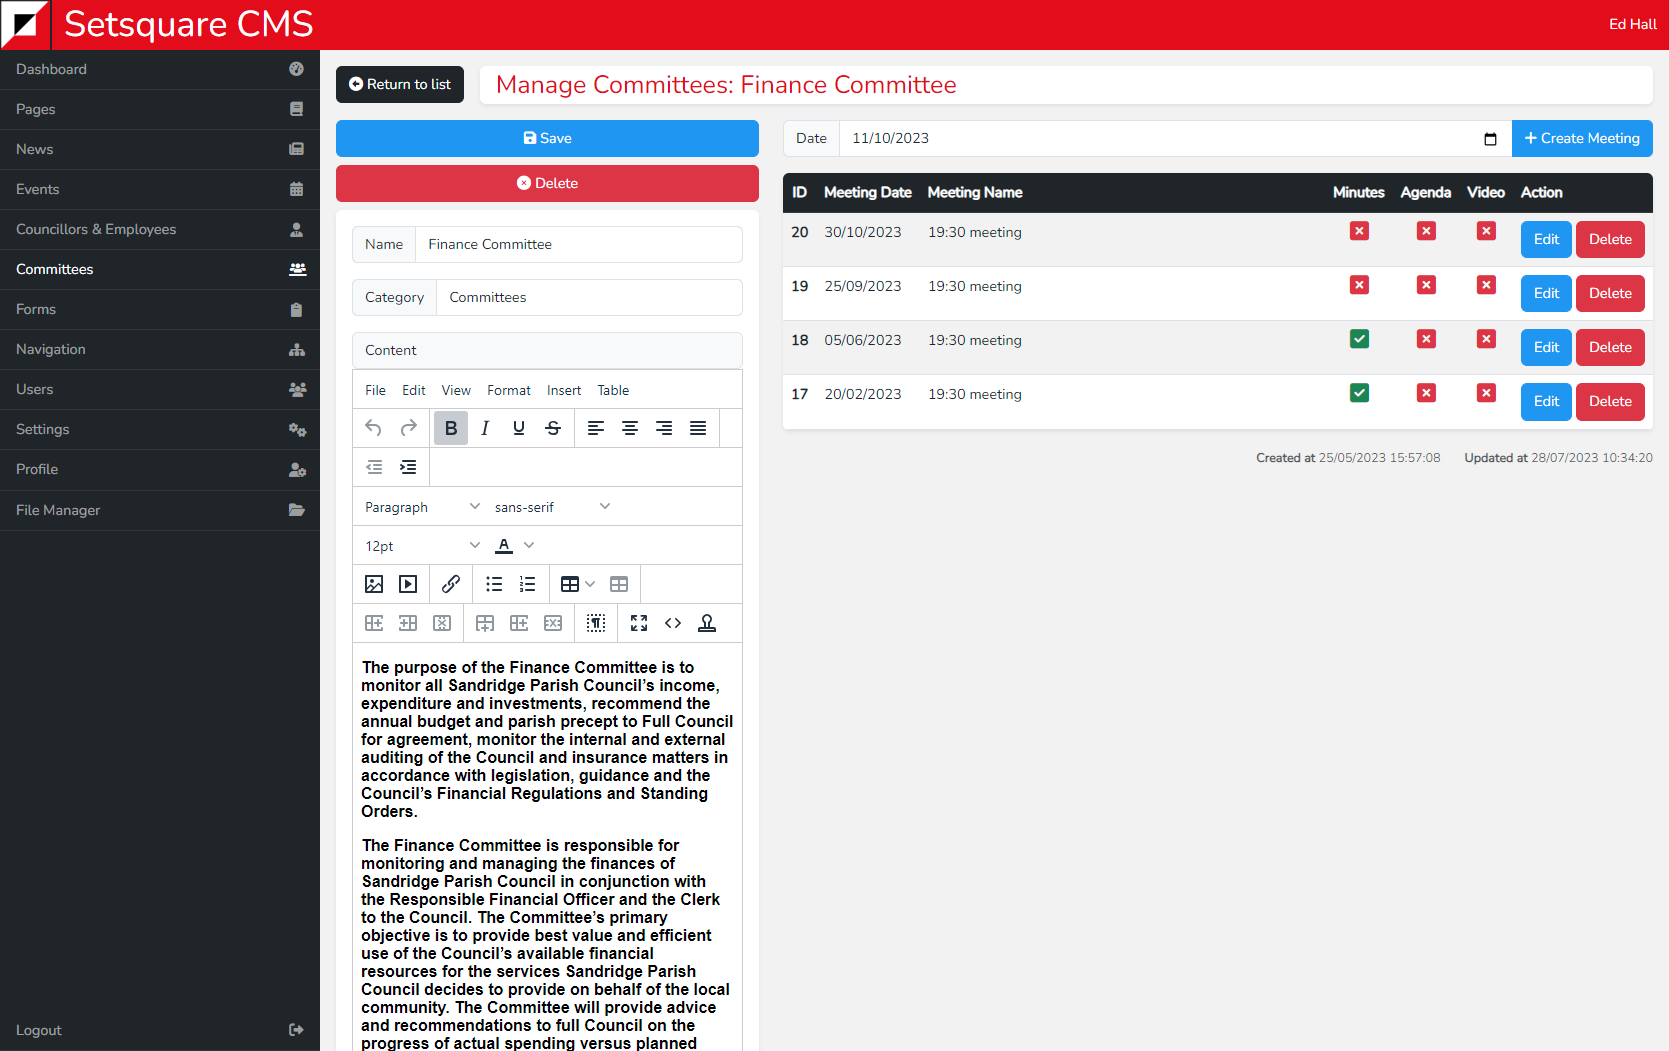 Setsquare CMS
Ed Hall
Dashboard
Pages
News
Events
Councillors & Employees
Committees
Forms
Navigation
Users
Settings
Profile
File Manager
Logout
Return to list
Manage Committees: Finance Committee
Save
Delete
Name Finance Committee
Category Committees
Content
File Edit View Format Insert Table
B I U S
Paragraph sans-serif
12pt A
The purpose of the Finance Committee is to
monitor all Sandridge Parish Council’s income,
expenditure and investments, recommend the
annual budget and parish precept to Full Council
for agreement, monitor the internal and external
auditing of the Council and insurance matters in
accordance with legislation, guidance and the
Council’s Financial Regulations and Standing
Orders.
The Finance Committee is responsible for
monitoring and managing the finances of
Sandridge Parish Council in conjunction with
the Responsible Financial Officer and the Clerk
to the Council. The Committee’s primary
objective is to provide best value and efficient
use of the Council’s available financial
resources for the services Sandridge Parish
Council decides to provide on behalf of the local
community. The Committee will provide advice
and recommendations to full Council on the
progress of actual spending versus planned
Date 11/10/2023 + Create Meeting
ID Meeting Date Meeting Name Minutes Agenda Video Action
20 30/10/2023 19:30 meeting Edit Delete
19 25/09/2023 19:30 meeting Edit Delete
18 05/06/2023 19:30 meeting Edit Delete
17 20/02/2023 19:30 meeting Edit Delete
Created at 25/05/2023 15:57:08 Updated at 28/07/2023 10:34:20